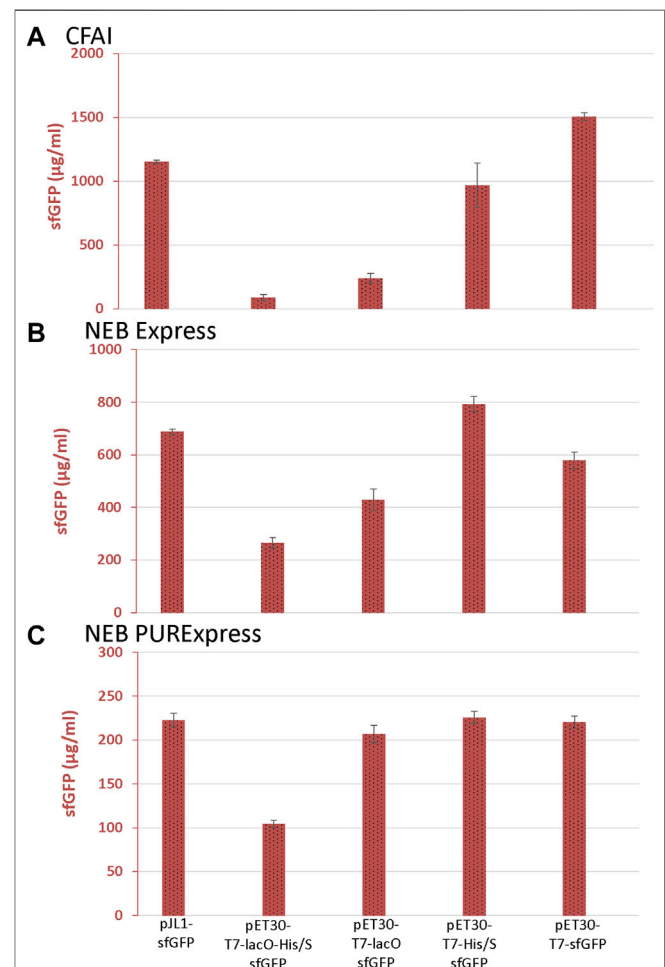 A CFAI
2000
1500
1000
500
0
sfGFP (µg/ml)
B NEB Express
1000
800
600
400
200
0
sfGFP (µg/ml)
C NEB PURExpress
300
250
200
150
100
50
0
sfGFP (µg/ml)
pJL1-
sfGFP
pET30-
T7-lacO-His/S
sfGFP
pET30-
T7-lacO
sfGFP
pET30-
T7-His/S
sfGFP
pET30-
T7-sfGFP